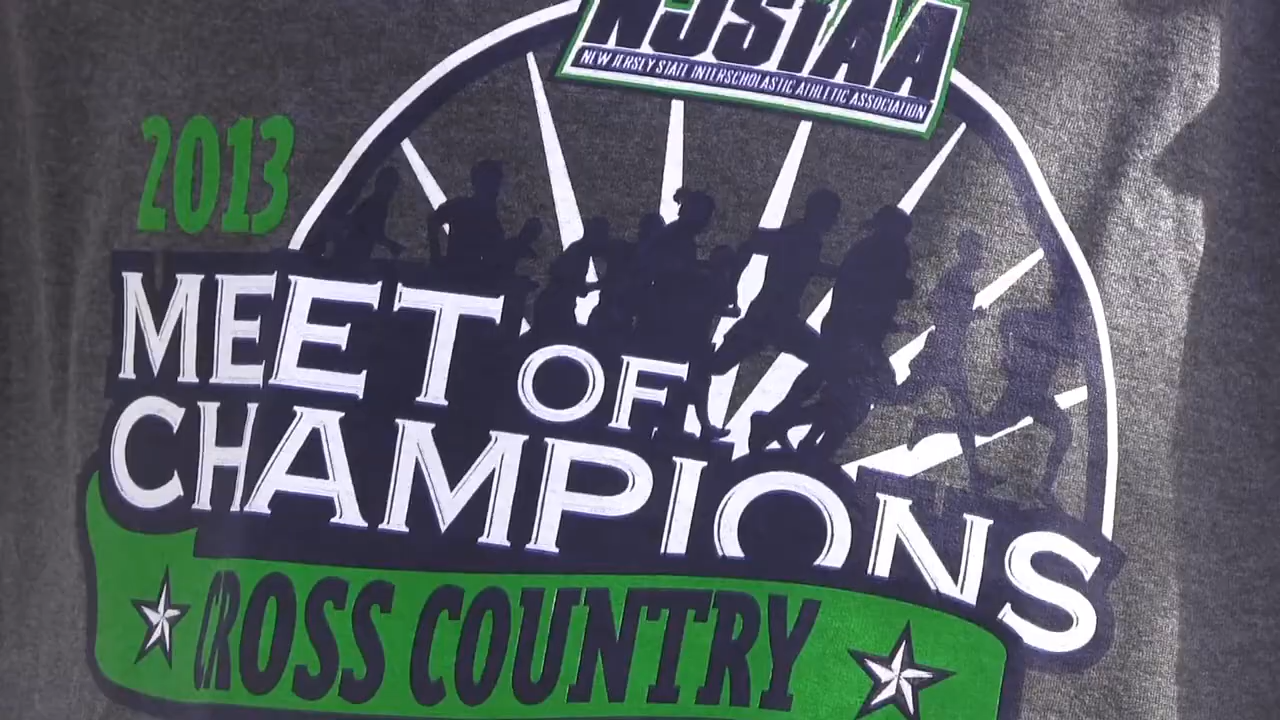 NJSIAA
NEW JERSEY STATE INTERSCHOLASTIC ATHLETIC ASSOCIATION
2013
MEET OF
CHAMPIONS
CROSS COUNTRY